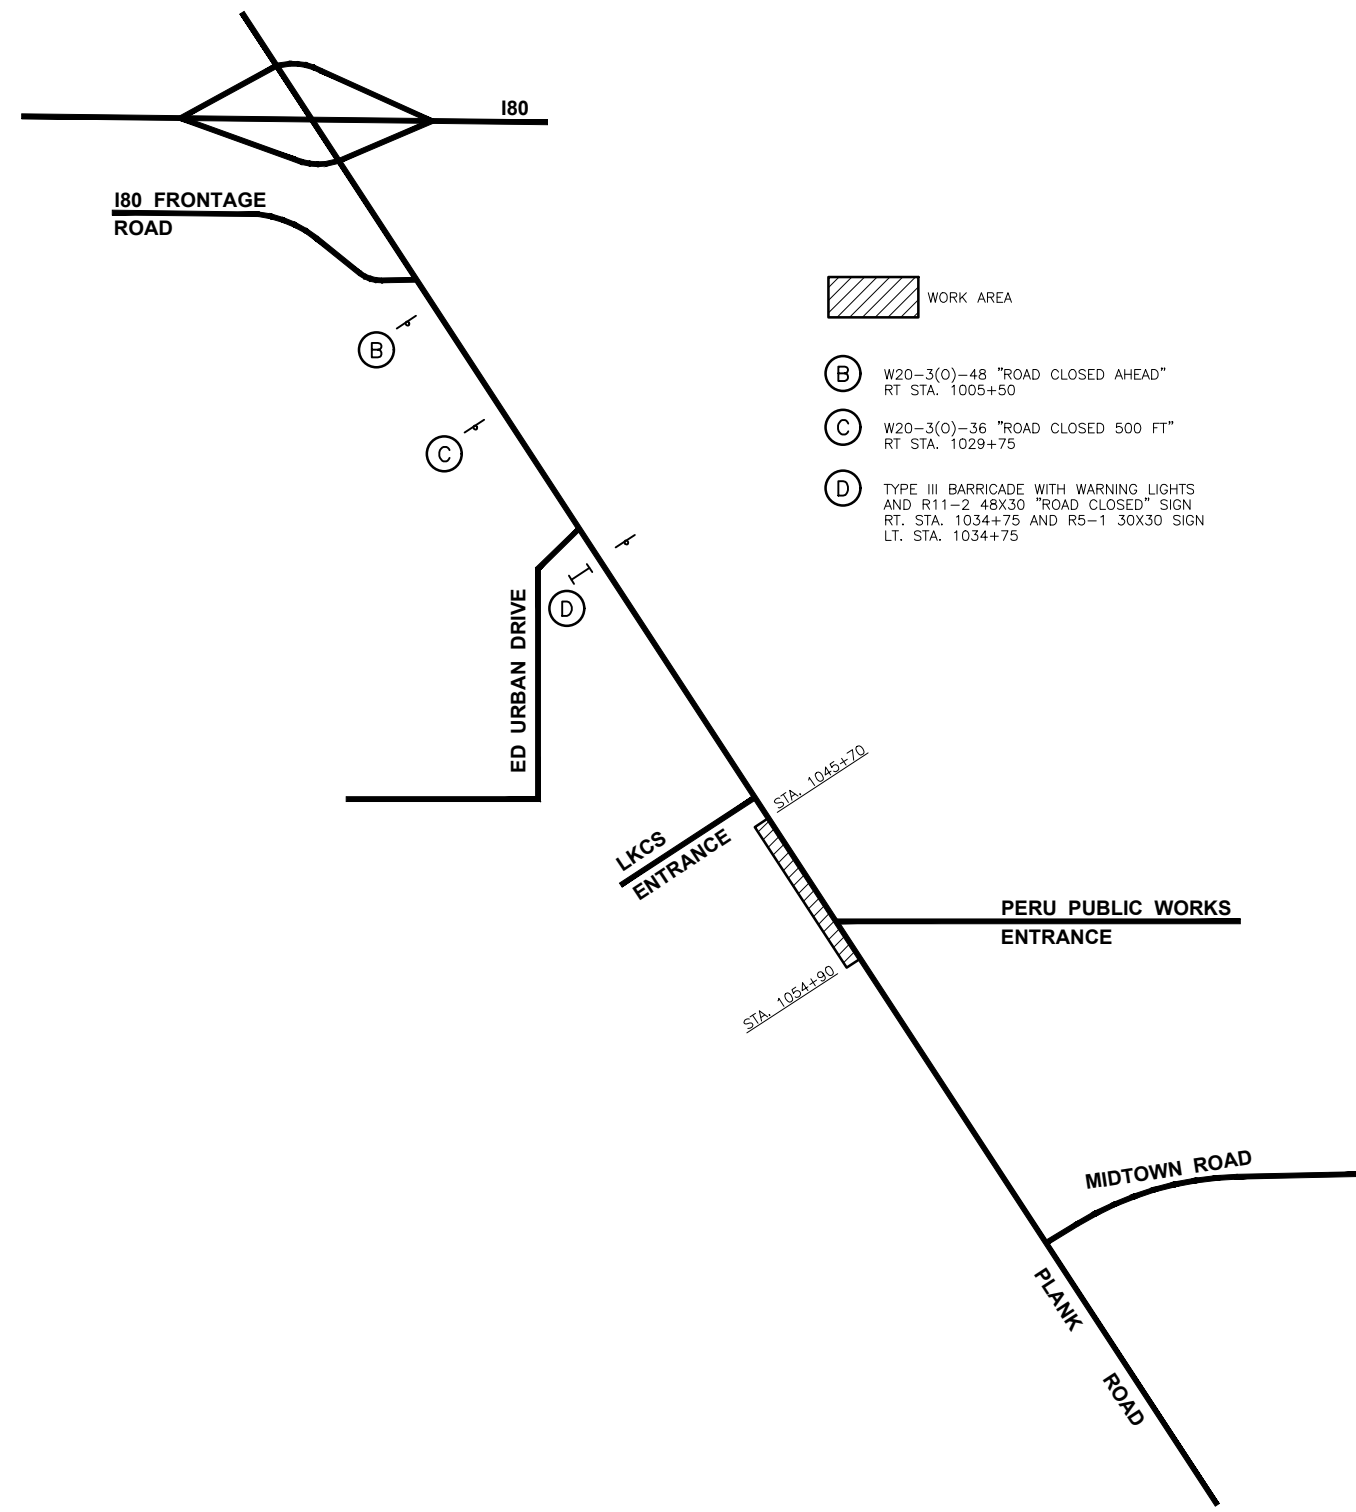 I80
I80 FRONTAGE
ROAD
WORK AREA
B
B
W20-3(O)-48 "ROAD CLOSED AHEAD"
RT STA. 1005+50
C
C
W20-3(O)-36 "ROAD CLOSED 500 FT"
RT STA. 1029+75
D
TYPE III BARRICADE WITH WARNING LIGHTS
AND R11-2 48X30 "ROAD CLOSED" SIGN
RT. STA. 1034+75 AND R5-1 30X30 SIGN
LT. STA. 1034+75
D
ED URBAN DRIVE
STA. 1045+70
LKCS
ENTRANCE
PERU PUBLIC WORKS
ENTRANCE
STA. 1054+90
MIDTOWN ROAD
PLANK ROAD